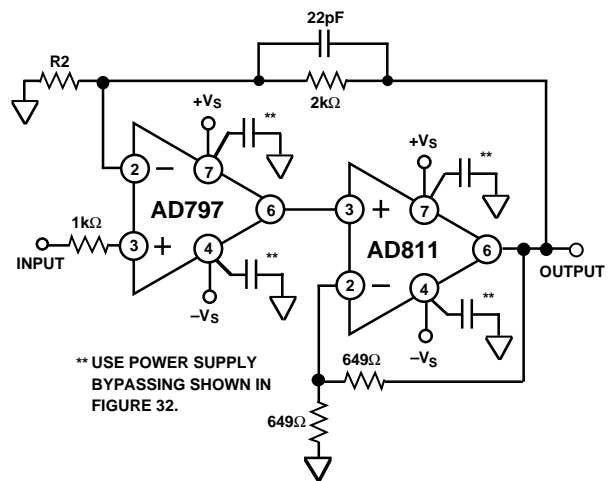 22pF
R2
2kΩ
+VS
**
2
7
AD797
6
1kΩ
3
4
INPUT
**
–VS
+VS
**
3
7
AD811
6
OUTPUT
2
4
**
–VS
649Ω
649Ω
** USE POWER SUPPLY
BYPASSING SHOWN IN
FIGURE 32.